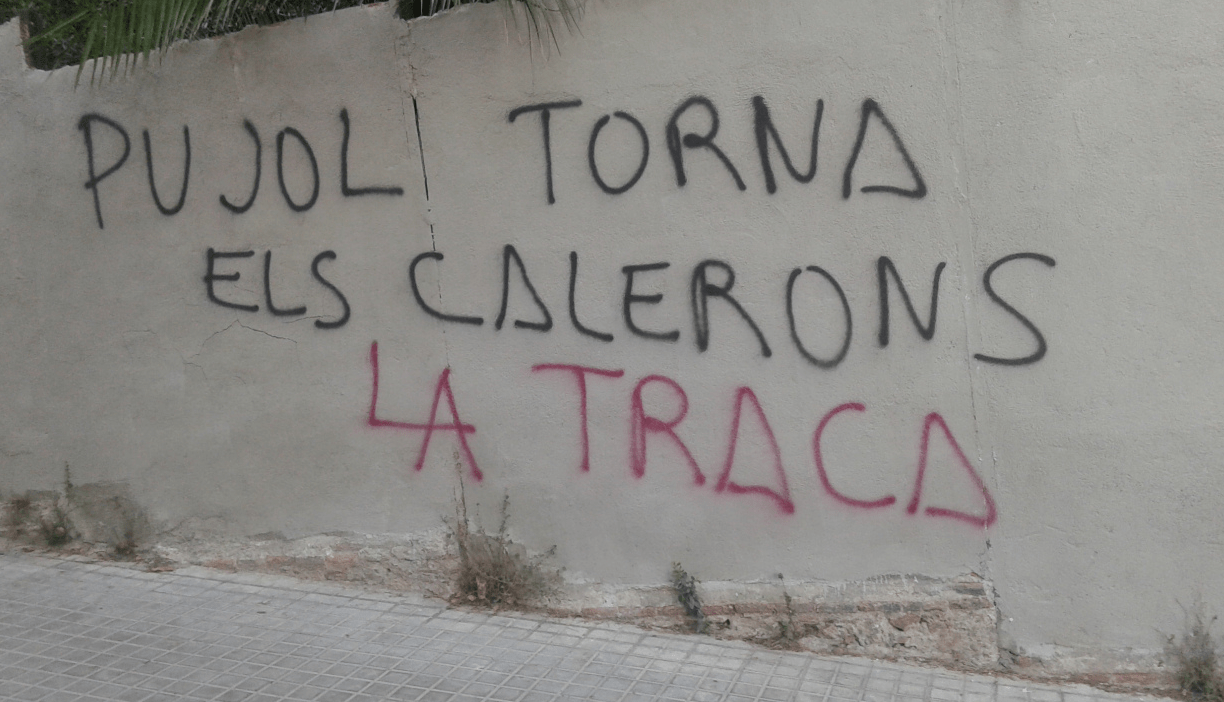 PUJOL TORNA
ELS CALERONS
LA TRACA